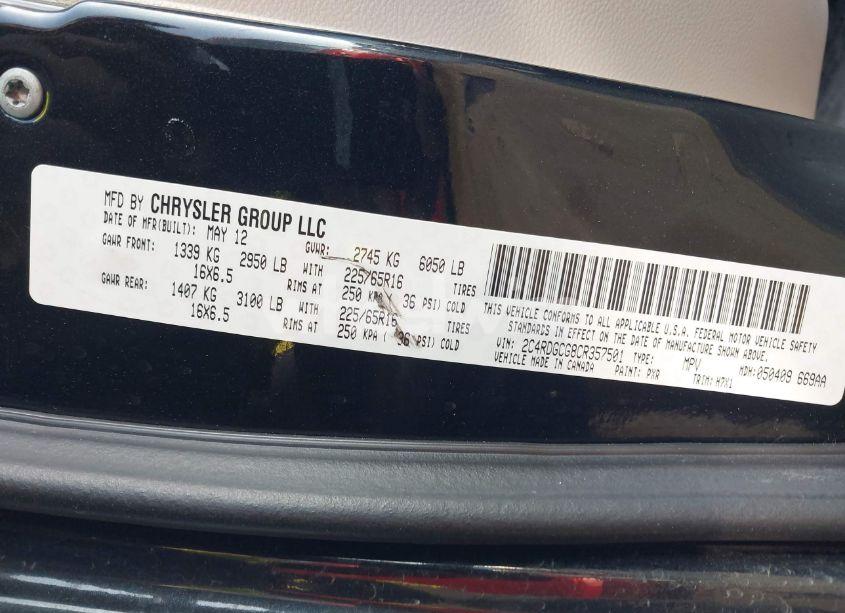 MFD BY CHRYSLER GROUP LLC
DATE OF MFR(BUILT): MAY 12 GVWR: 2745 KG 6050 LB
GAWR FRONT: 1339 KG 2950 LB WITH 225/65R16 TIRES
16X6.5 RIMS AT 250 KPA ( 36 PSI) COLD
GAWR REAR: 1407 KG 3100 LB WITH 225/65R16 TIRES
16X6.5 RIMS AT 250 KPA ( 36 PSI) COLD
THIS VEHICLE CONFORMS TO ALL APPLICABLE U.S.A. FEDERAL MOTOR VEHICLE SAFETY
STANDARDS IN EFFECT ON THE DATE OF MANUFACTURE SHOWN ABOVE.
VIN: 2C4RDGCG8CR357501 TYPE: MPV MDH:050409 669AA
VEHICLE MADE IN CANADA PAINT: PXR TRIM: